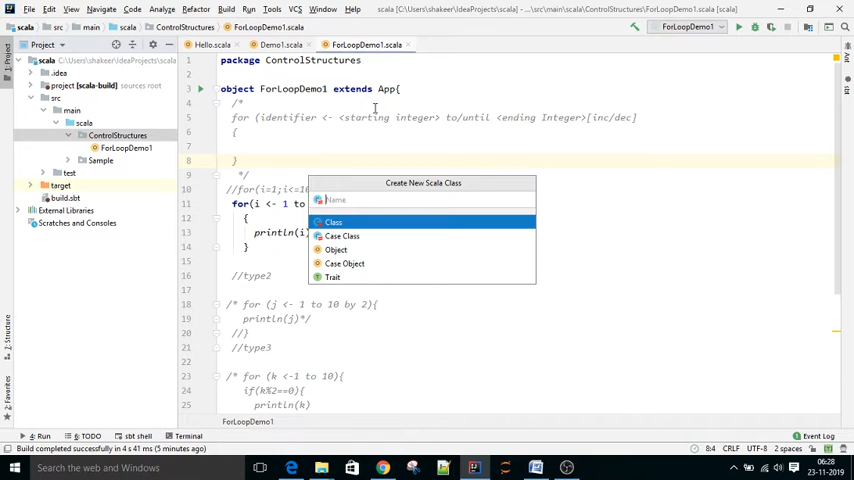 File Edit View Navigate Code Analyze Refactor Build Run Tools VCS Window Help scala [C:\Users\shakeer\IdeaProjects\scala] - ...\src\main\scala\ControlStructures\ForLoopDemo1.scala [scala]
scala src main scala ControlStructures ForLoopDemo1.scala ForLoopDemo1
Project Hello.scala Demo1.scala ForLoopDemo1.scala
1: Project
Ant
sbt
scala C:\Users\shakeer\IdeaProjects\
.idea
project [scala-build] sources root
src
main
scala
ControlStructures
ForLoopDemo1
Sample
test
target
build.sbt
External Libraries
Scratches and Consoles
1 package ControlStructures
2
3 object ForLoopDemo1 extends App{
4 /*
5 for (identifier <- <starting integer> to/until <ending Integer>[inc/dec]
6 {
7
8 }
9 */
10 //for(i=1;i<=10
11 for(i <- 1 to
12 {
13 println(i)
14 }
15
16 //type2
17
18 /* for (j <- 1 to 10 by 2){
19 println(j)*/
20 //}
21 //type3
22
23 /* for (k <-1 to 10){
24 if(k%2==0){
25 println(k)
Create New Scala Class
Name
Class
Case Class
Object
Case Object
Trait
ForLoopDemo1
7: Structure
2: Favorites
4: Run 6: TODO sbt shell Terminal Event Log
Build completed successfully in 4 s 41 ms (5 minutes ago) 8:4 CRLF UTF-8 2 spaces
Search the web and Windows
06:28
23-11-2019